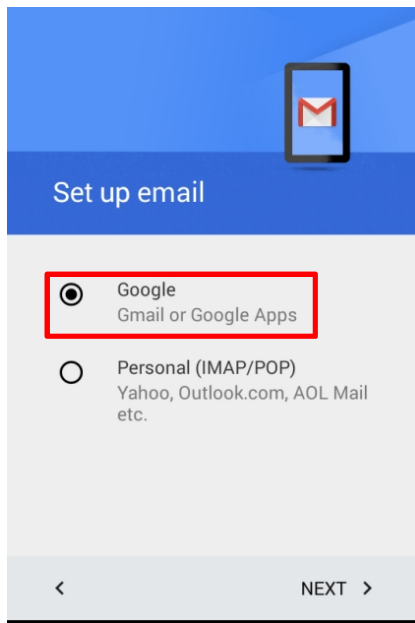 Set up email
Google
Gmail or Google Apps
Personal (IMAP/POP)
Yahoo, Outlook.com, AOL Mail
etc.
NEXT